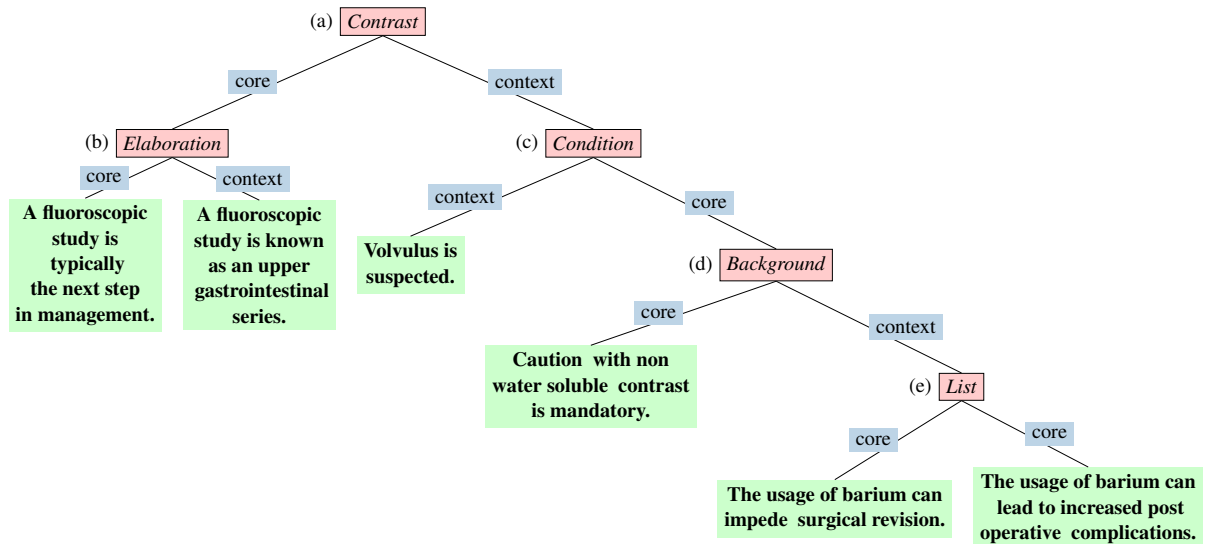 (a) Contrast
core
context
(b) Elaboration
(c) Condition
core
context
context
core
A fluoroscopic
study is
typically
the next step
in management.
A fluoroscopic
study is known
as an upper
gastrointestinal
series.
Volvulus is
suspected.
(d) Background
core
context
Caution with non
water soluble contrast
is mandatory.
(e) List
core
core
The usage of barium can
impede surgical revision.
The usage of barium can
lead to increased post
operative complications.